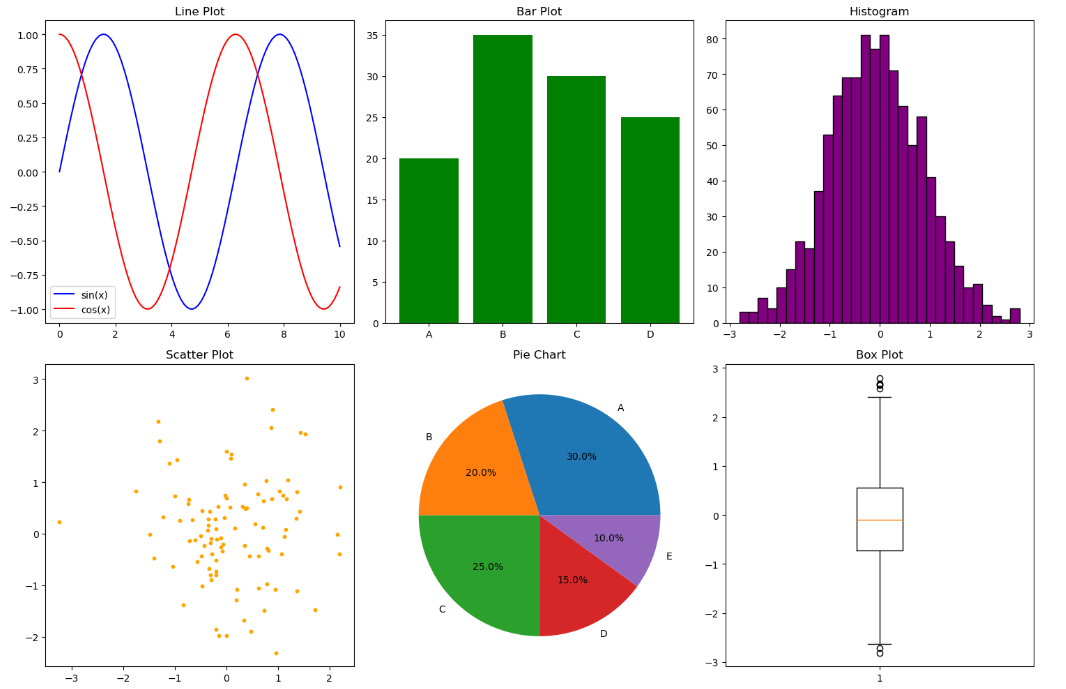 Line Plot
1.00
0.75
0.50
0.25
0.00
−0.25
−0.50
−0.75
−1.00
sin(x)
cos(x)
0 2 4 6 8 10
Bar Plot
35
30
25
20
15
10
5
0
A B C D
Histogram
80
70
60
50
40
30
20
10
0
−3 −2 −1 0 1 2 3
Scatter Plot
3
2
1
0
−1
−2
−3 −2 −1 0 1 2
Pie Chart
A
B
30.0%
20.0%
10.0%
E
25.0%
15.0%
C
D
Box Plot
3
2
1
0
−1
−2
−3
1